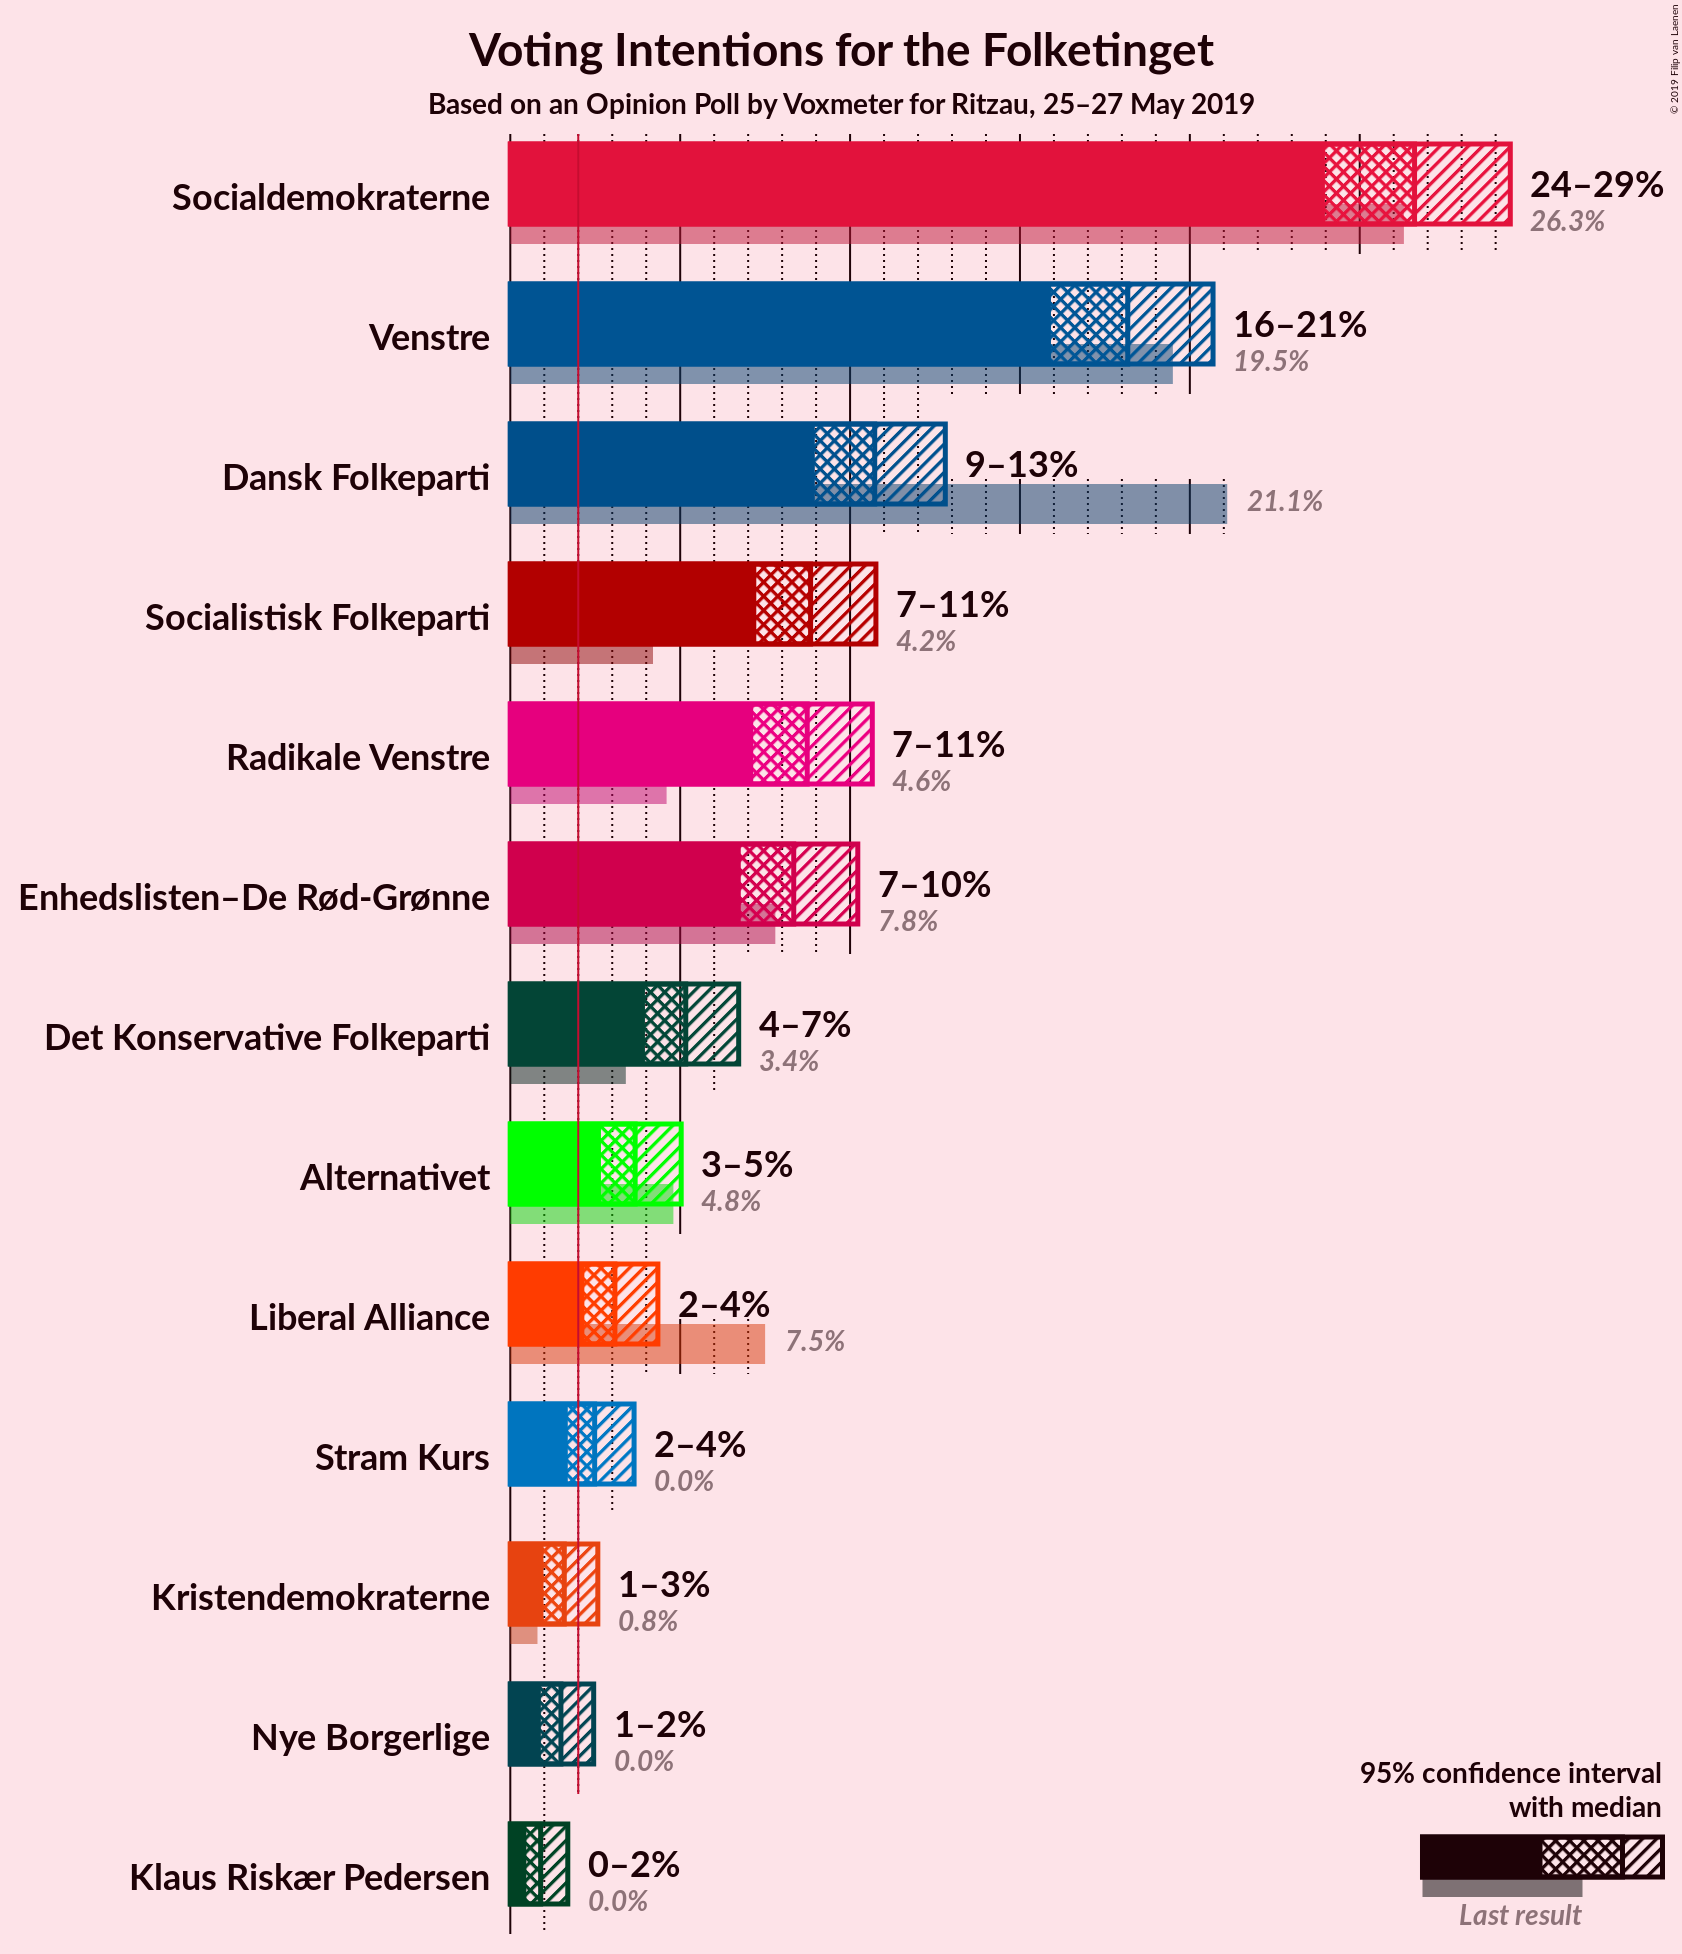 © 2019 Filip van Laenen
Voting Intentions for the Folketinget
Based on an Opinion Poll by Voxmeter for Ritzau, 25–27 May 2019
Socialdemokraterne
24–29%
26.3%
Venstre
16–21%
19.5%
Dansk Folkeparti
9–13%
21.1%
Socialistisk Folkeparti
7–11%
4.2%
Radikale Venstre
7–11%
4.6%
Enhedslisten–De Rød-Grønne
7–10%
7.8%
Det Konservative Folkeparti
4–7%
3.4%
Alternativet
3–5%
4.8%
Liberal Alliance
2–4%
7.5%
Stram Kurs
2–4%
0.0%
Kristendemokraterne
1–3%
0.8%
Nye Borgerlige
1–2%
0.0%
Klaus Riskær Pedersen
0–2%
0.0%
95% confidence interval
with median
Last result